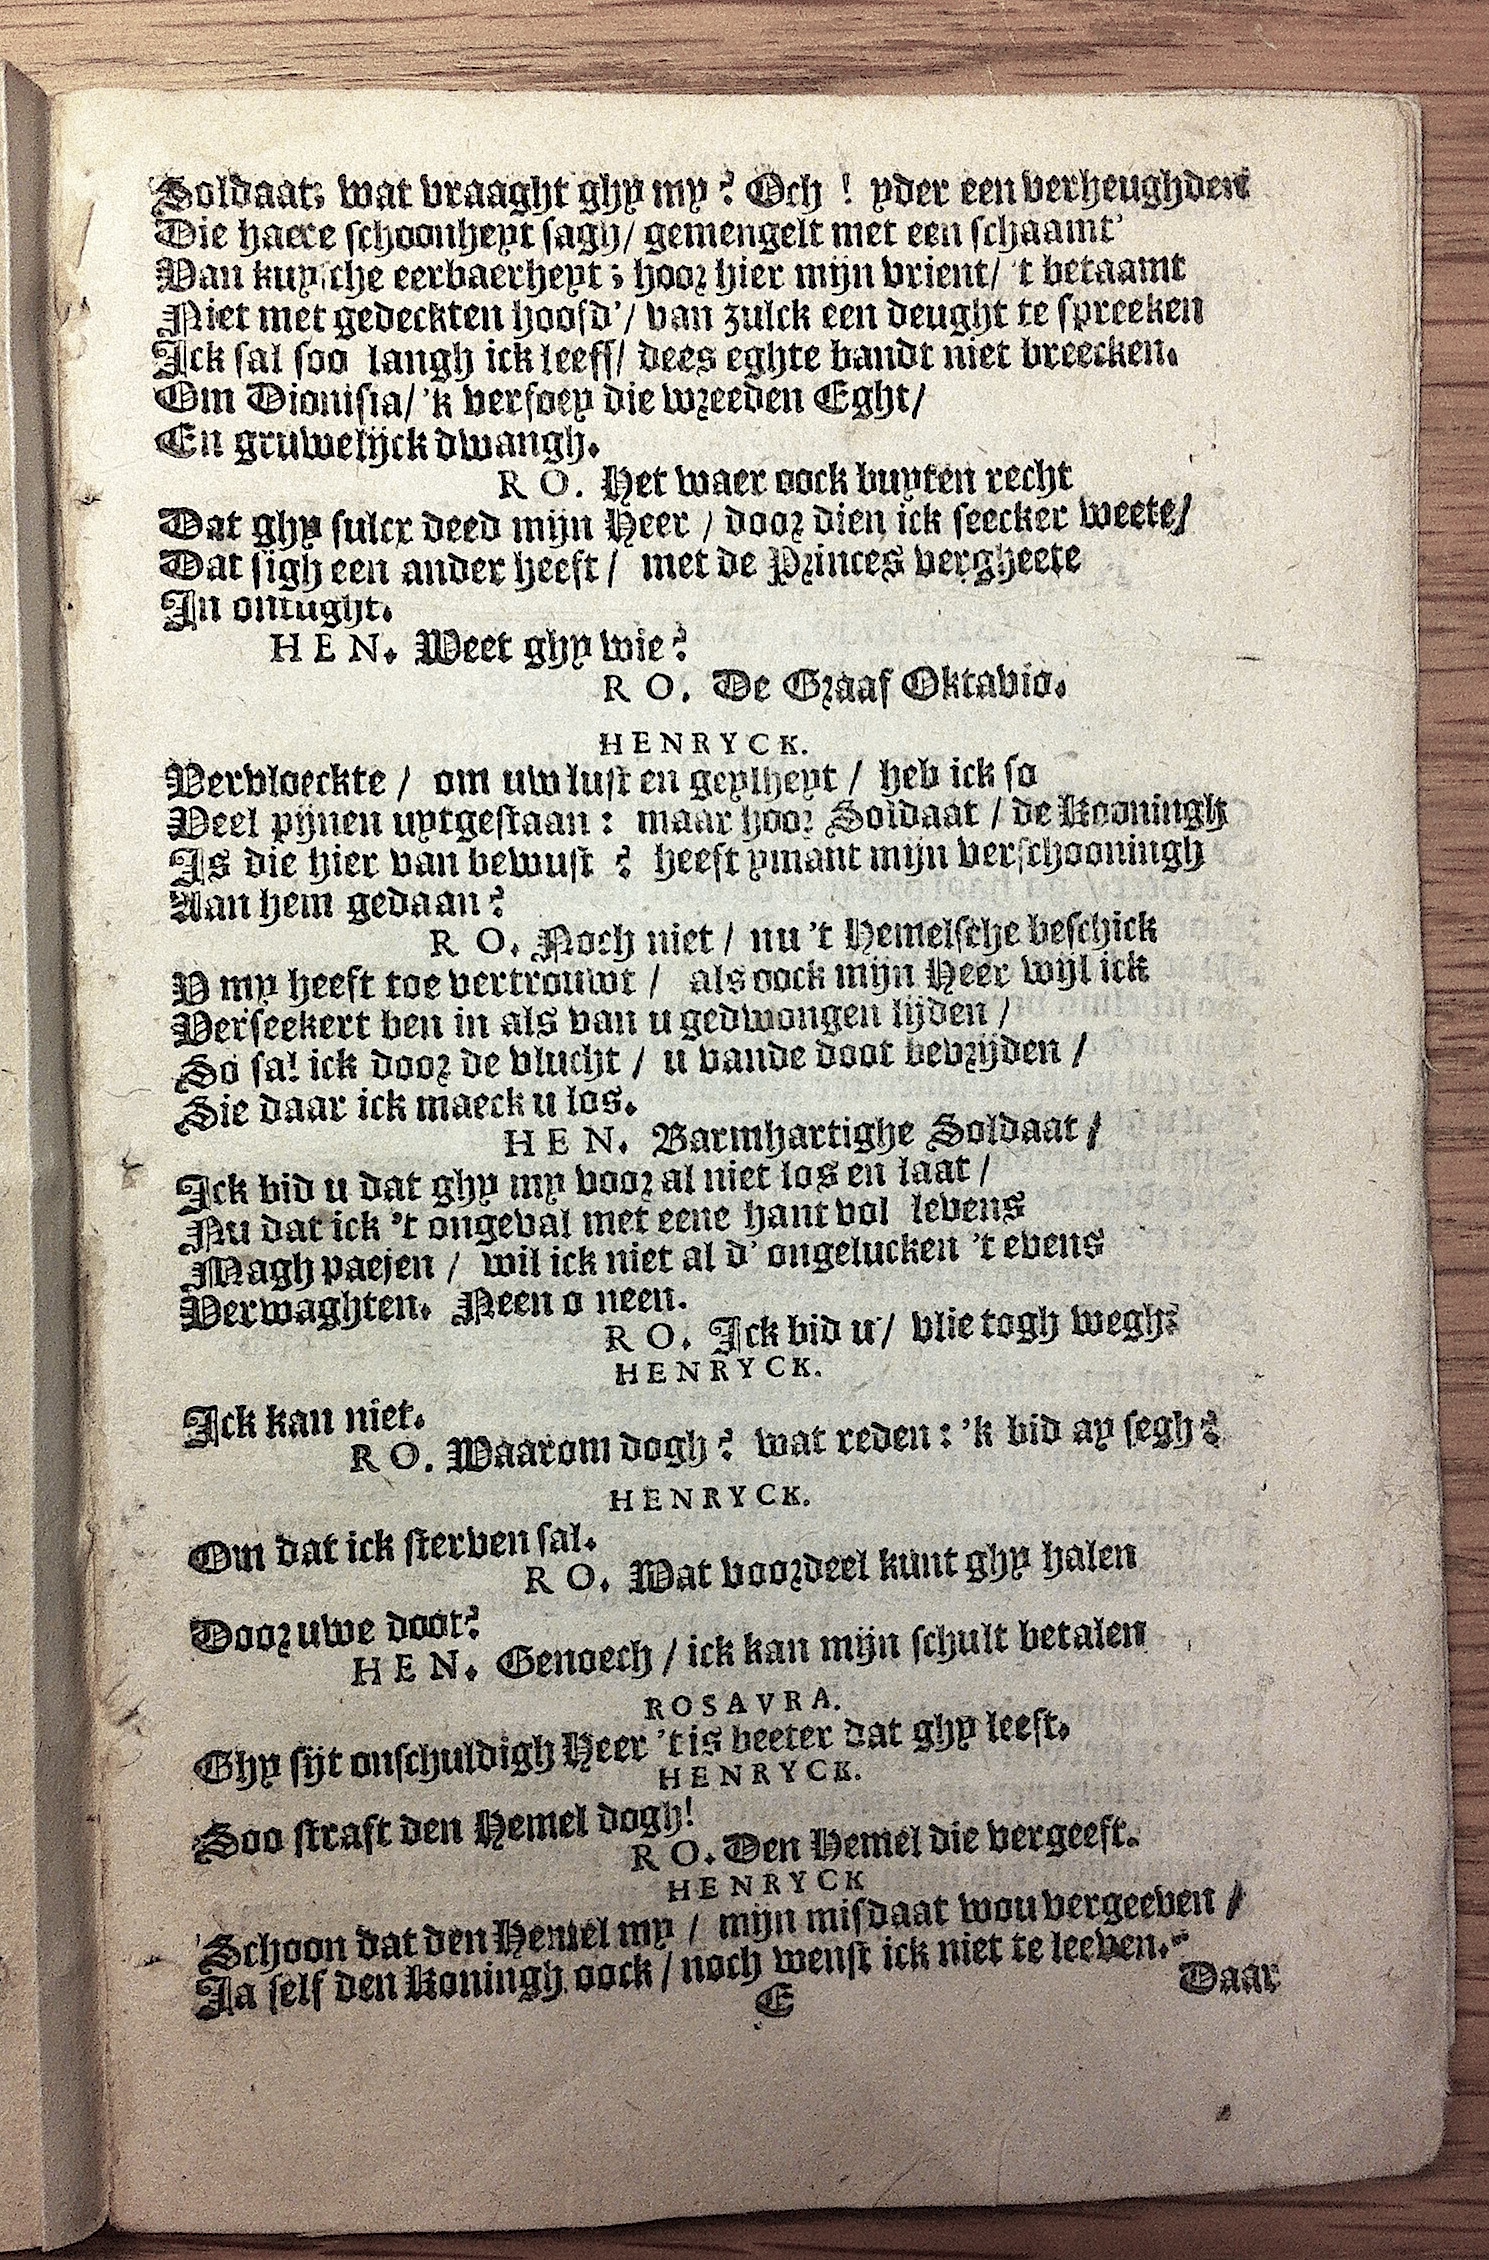 Soldaat; wat vraaght ghy my? Och! yder een verheughden
Die haere schoonheyt sagh/ gemengelt met een schaamt'
Van kuysche eerbaerheyt; hoor hier mijn vrient/ 't betaamt
Niet met gedeckten hoofd'/ van zulck een deught te spreeken
Ick sal soo langh ick leeff/ dees eghte bandt niet breecken.
Om Dionisia/ 'k verfoey die wreeden Eght/
En gruwelijck dwangh.
RO. Het waer oock buyten recht
Dat ghy sulcx deed mijn Heer / door dien ick seecker weete/
Dat sigh een ander heeft / met de Princes vergheete
In ontught.
HEN. Weet ghy wie?
RO. De Graaf Oktavio.
HENRYCK.
Vervloeckte / om uw lust en geylheyt / heb ick so
Veel pijnen uytgestaan: maar hoor Soldaat / de Kooningh
Is die hier van bewust? heeft ymant mijn verschooningh
Aan hem gedaan?
RO. Noch niet / nu 't Hemelsche beschick
V my heeft toe vertrouwt / als oock mijn Heer wijl ick
Verseekert ben in als van u gedwongen lijden /
So sal ick door de vlucht / u vande doot bevrijden /
Sie daar ick maeck u los.
HEN. Barmhartighe Soldaat /
Ick bid u dat ghy my voor al niet los en laat /
Nu dat ick 't ongeval met eene hant vol levens
Magh paejen / wil ick niet al d' ongelucken 't evens
Verwaghten. Neen o neen.
RO. Ick bid u / vlie togh wegh?
HENRYCK.
Ick kan niet.
RO. Waarom dogh? wat reden: 'k bid ay segh?
HENRYCK.
Om dat ick sterven sal.
RO. Wat voordeel kunt ghy halen
Door uwe doot?
HEN. Genoech / ick kan mijn schult betalen
ROSAVRA.
Ghy sijt onschuldigh Heer 't is beeter dat ghy leeft.
HENRYCK.
Soo straft den Hemel dogh!
RO. Den Hemel die vergeeft.
HENRYCK
Schoon dat den Hemel my / mijn misdaat wou vergeeven /
Ja self den Koningh oock / noch wenst ick niet te leeven.
E Daar